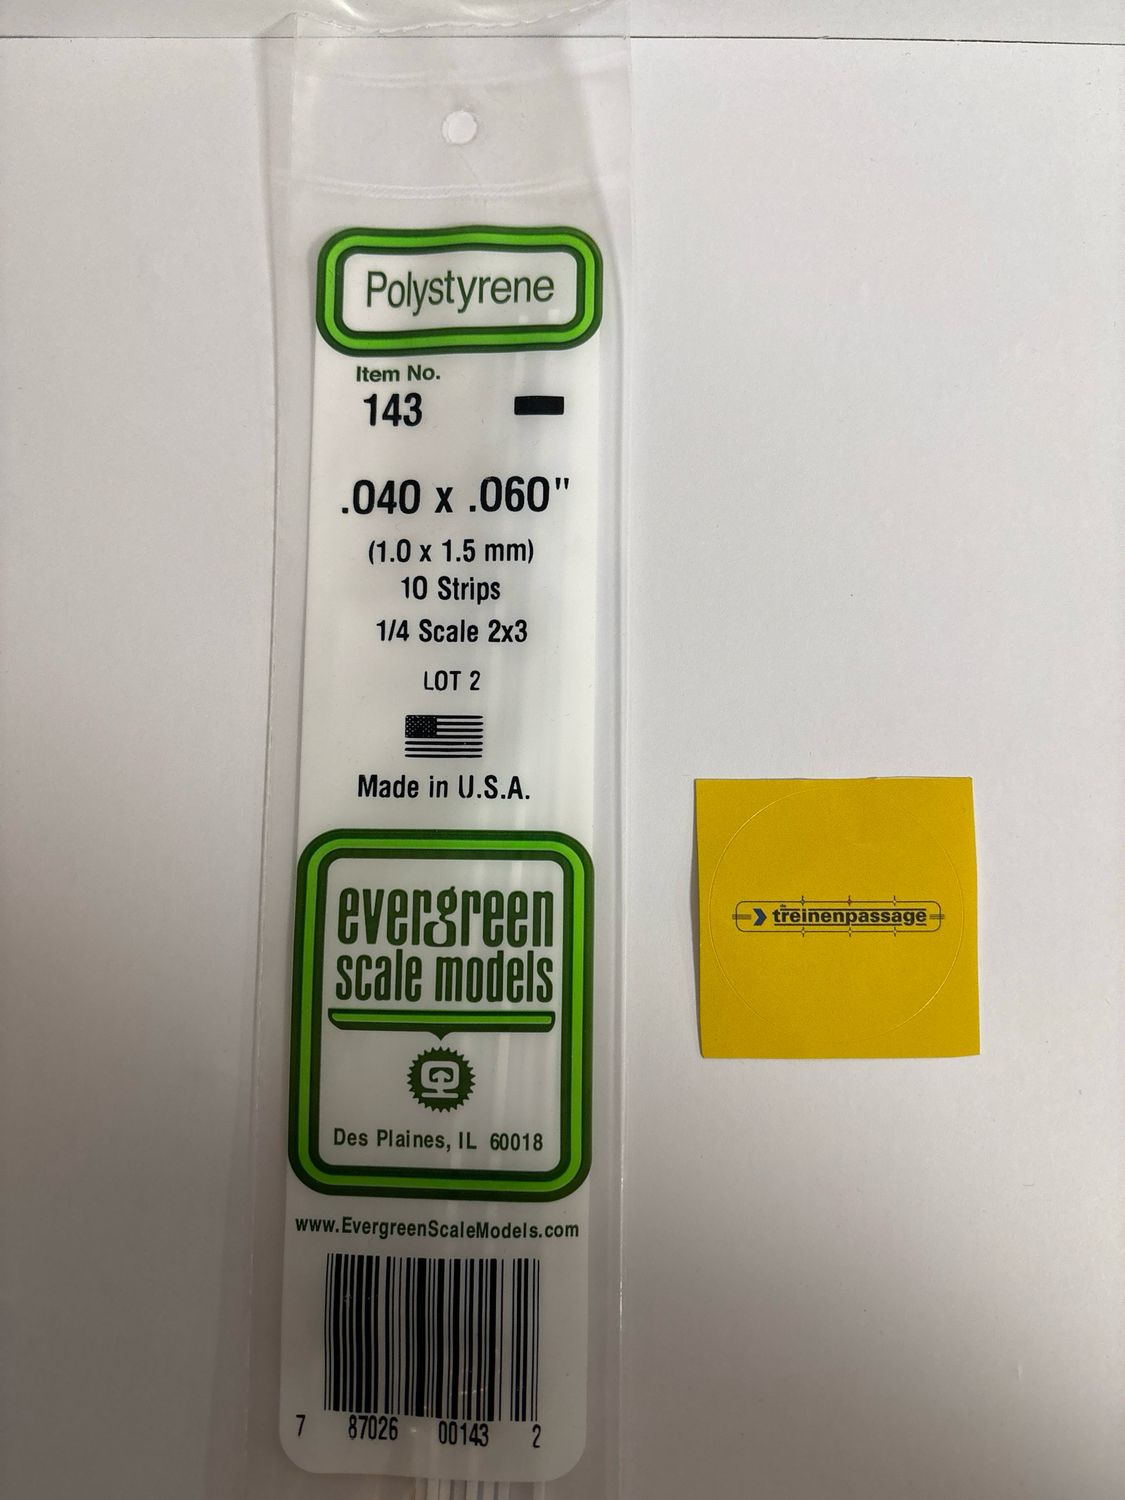 Polystyrene
Item No.
143
.040 x .060"
(1.0 x 1.5 mm)
10 Strips
1/4 Scale 2x3
LOT 2
Made in U.S.A.
evergreen
scale models
Des Plaines, IL 60018
www.EvergreenScaleModels.com
7 87026 00143 2
de
treinenpassage